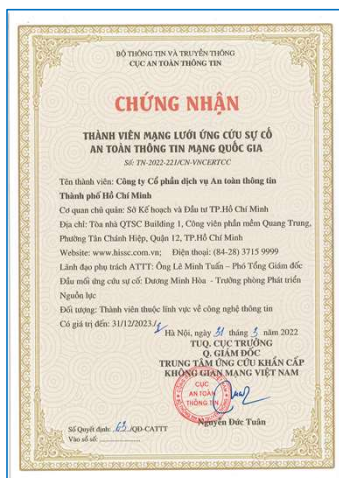 BỘ THÔNG TIN VÀ TRUYỀN THÔNG
CỤC AN TOÀN THÔNG TIN
CHỨNG NHẬN
THÀNH VIÊN MẠNG LƯỚI ỨNG CỨU SỰ CỐ
AN TOÀN THÔNG TIN MẠNG QUỐC GIA
Số: TN-2022-221/CN-VNCERTCC
Tên thành viên: Công ty Cổ phần dịch vụ An toàn thông tin
Thành phố Hồ Chí Minh
Cơ quan chủ quản: Sở Kế hoạch và Đầu tư TP.Hồ Chí Minh
Địa chỉ: Tòa nhà QTSC Building 1, Công viên phần mềm Quang Trung,
Phường Tân Chánh Hiệp, Quận 12, TP.Hồ Chí Minh
Website: www.hissc.com.vn; Điện thoại: (84-28) 3715 9999
Lãnh đạo phụ trách ATTT: Ông Lê Minh Tuấn – Phó Tổng Giám đốc
Đầu mối ứng cứu sự cố: Dương Minh Hòa - Trưởng phòng Phát triển
Nguồn lực
Đối tượng: Thành viên thuộc lĩnh vực về công nghệ thông tin
Có giá trị đến: 31/12/2023./.
Hà Nội, ngày 31 tháng 3 năm 2022
TUQ. CỤC TRƯỞNG
Q. GIÁM ĐỐC
TRUNG TÂM ỨNG CỨU KHẨN CẤP
KHÔNG GIAN MẠNG VIỆT NAM
CỤC
AN TOÀN
THÔNG TIN
Nguyễn Đức Tuân
Số Quyết định: 63 /QĐ-CATTT
Vào sổ số: